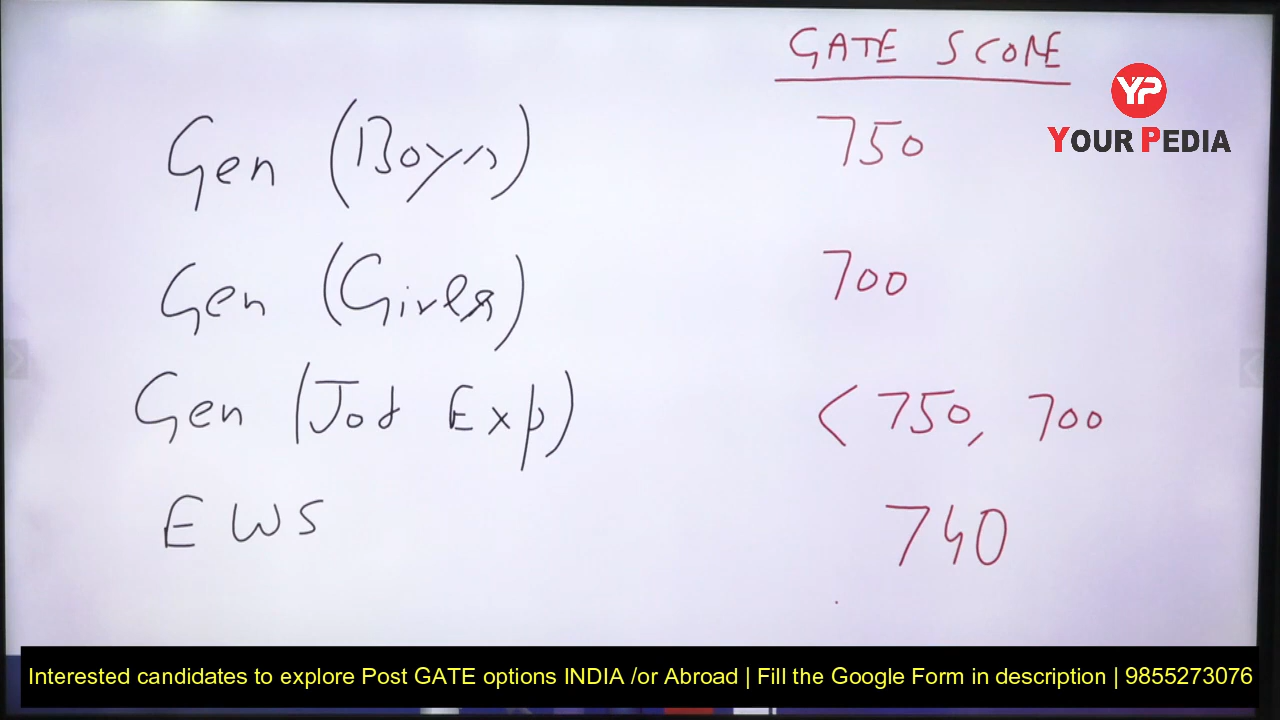 GATE SCORE
YP
YOUR PEDIA
Gen (Boys) 750
Gen (Girls) 700
Gen (Job Exp) < 750, 700
EWS 740
Interested candidates to explore Post GATE options INDIA /or Abroad | Fill the Google Form in description | 9855273076